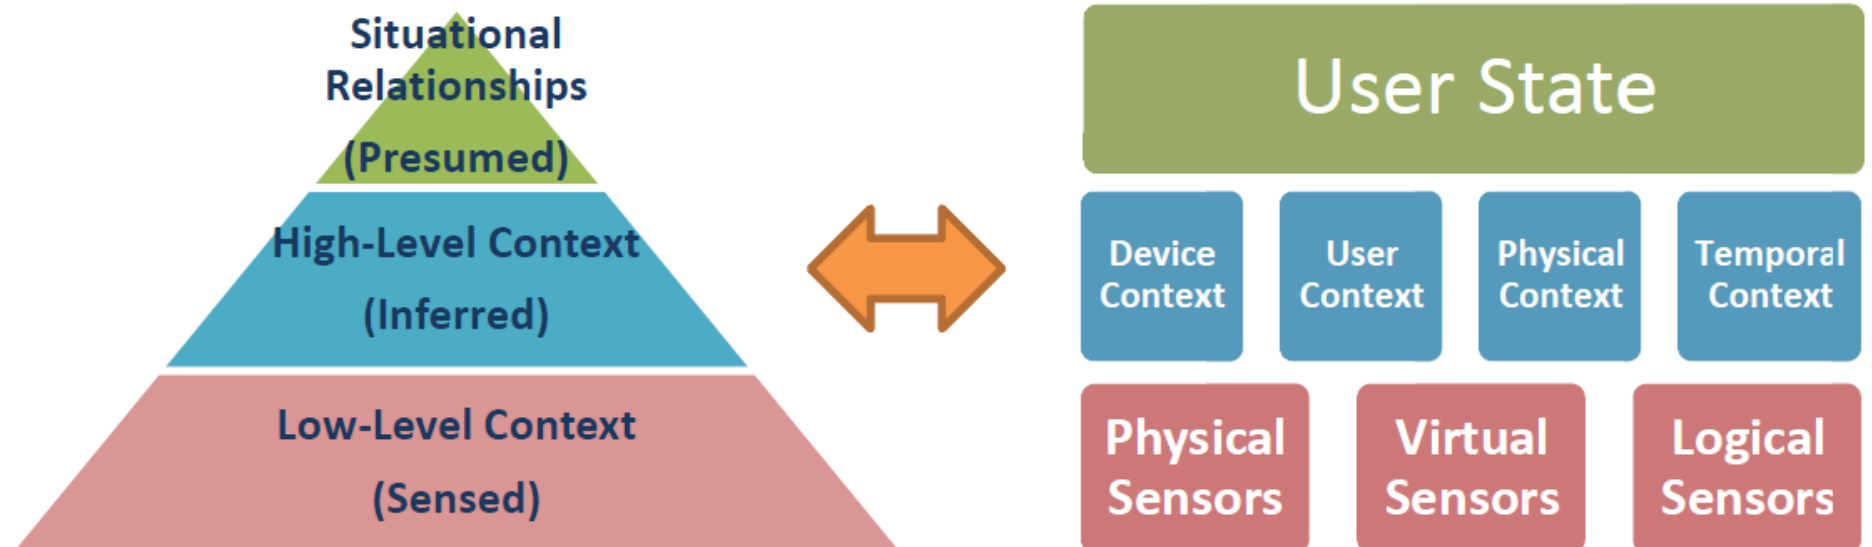 Situational
Relationships
(Presumed)
High-Level Context
(Inferred)
Low-Level Context
(Sensed)
User State
Device
Context
User
Context
Physical
Context
Temporal
Context
Physical
Sensors
Virtual
Sensors
Logical
Sensors